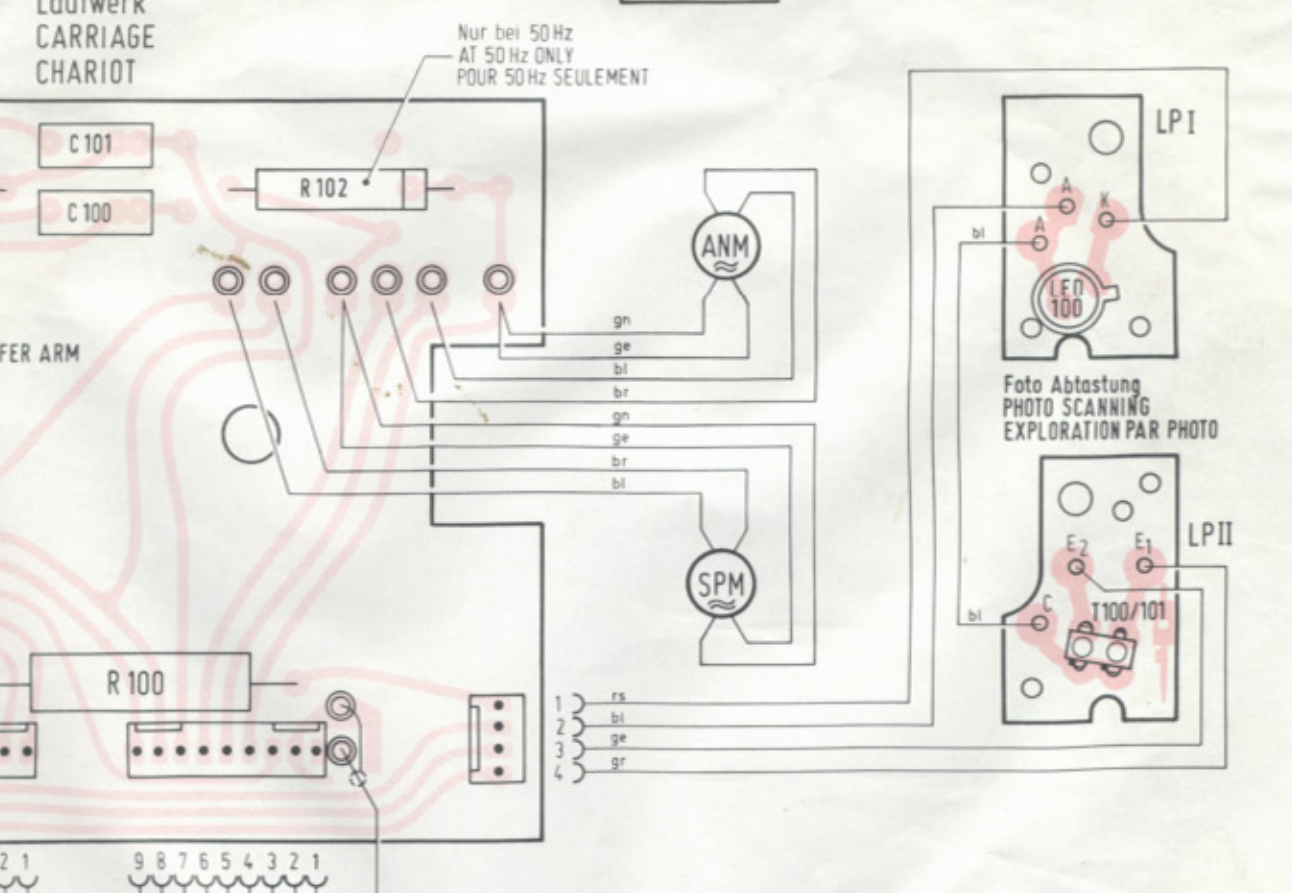 Laufwerk
CARRIAGE
CHARIOT
Nur bei 50 Hz
AT 50 Hz ONLY
POUR 50 Hz SEULEMENT
C 101
C 100
R 102
ANM
LP I
A
K
A
bl
LED
100
FER ARM
gn
ge
bl
br
gn
ge
br
bl
Foto Abtastung
PHOTO SCANNING
EXPLORATION PAR PHOTO
SPM
LP II
E2
E1
C
T100/101
bl
R 100
1 rs
2 bl
3 ge
4 gr
2 1
9 8 7 6 5 4 3 2 1